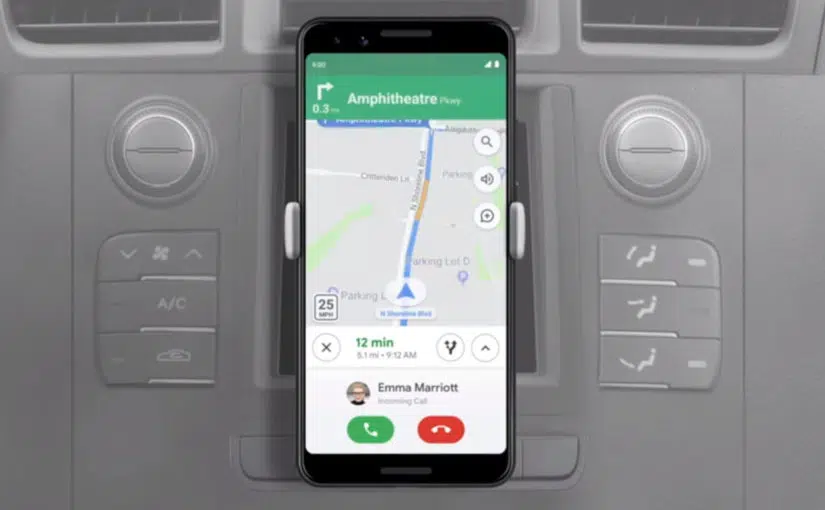 4:00
Amphitheatre Pkwy
0.3 mi
Amphitheatre Pkwy
Amphith
Crittenden Ln
N Shoreline Blvd
Parking
Parking Lot D
Parking L
25
MPH
N Shoreline Blvd
12 min
5.1 mi • 9:12 AM
Emma Marriott
Incoming Call
A/C